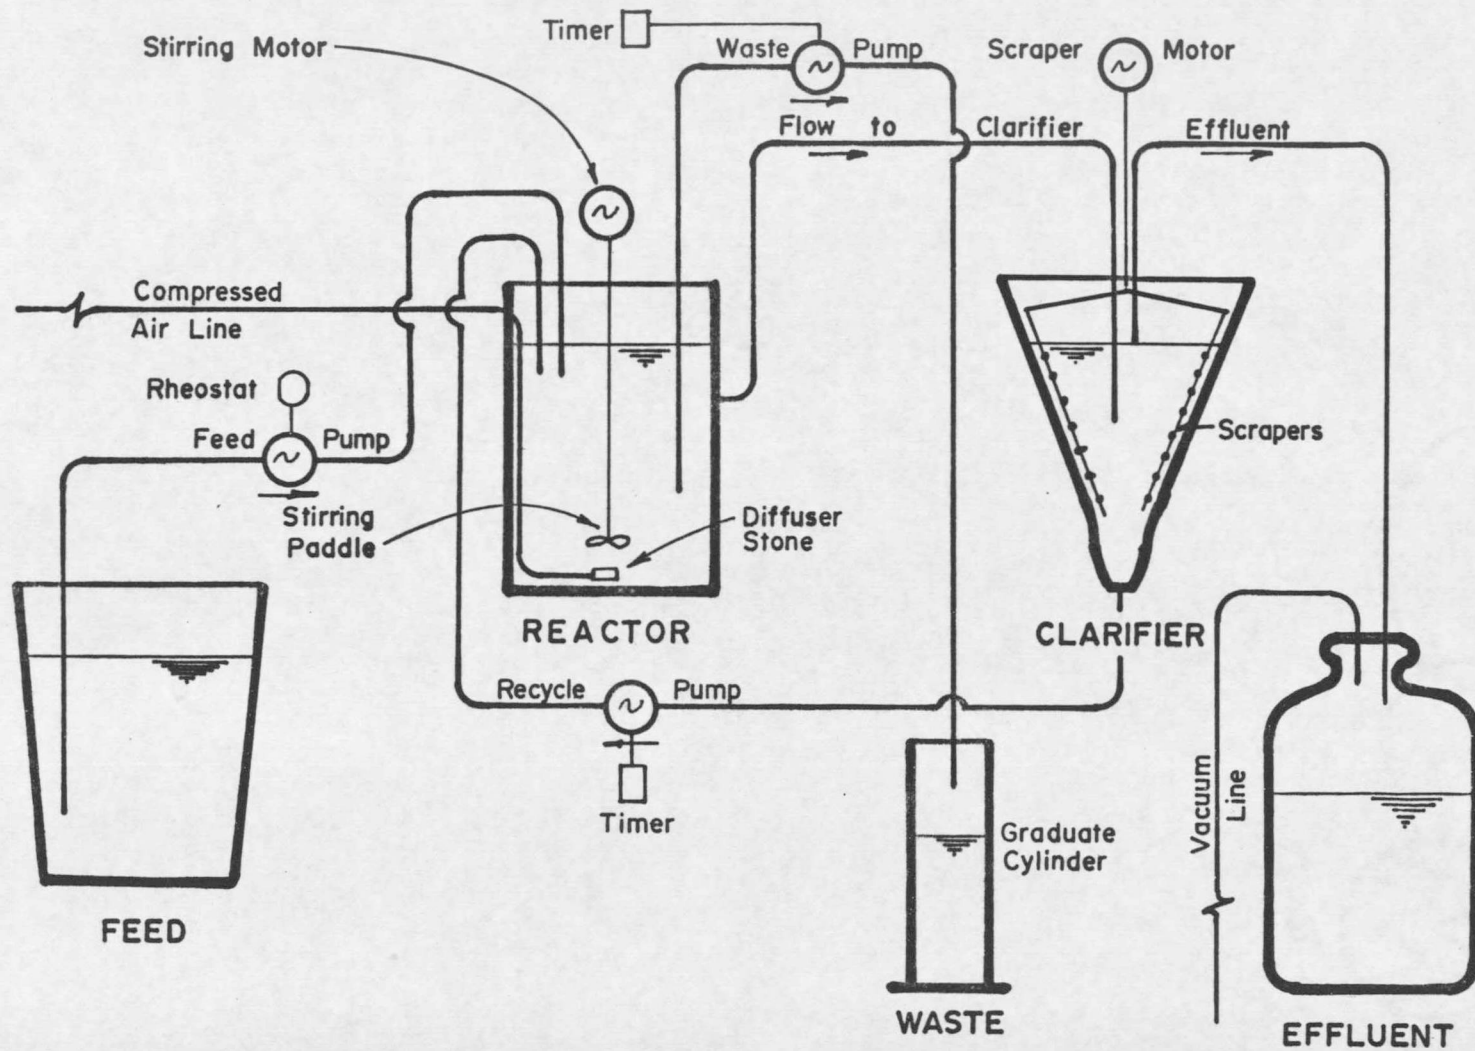 Timer
Stirring Motor
Waste Pump
Scraper Motor
Flow to Clarifier
Effluent
Compressed
Air Line
Rheostat
Feed Pump
Scrapers
Stirring
Paddle
Diffuser
Stone
REACTOR
CLARIFIER
Recycle Pump
Timer
Vacuum
Line
Graduate
Cylinder
FEED
WASTE
EFFLUENT